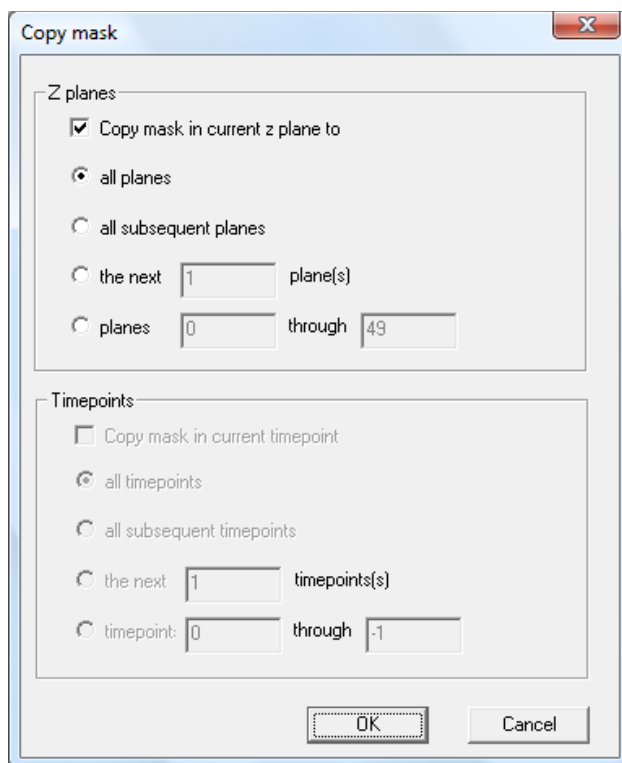 Copy mask
Z planes
Copy mask in current z plane to
all planes
all subsequent planes
the next 1 plane(s)
planes 0 through 49
Timepoints
Copy mask in current timepoint
all timepoints
all subsequent timepoints
the next 1 timepoints(s)
timepoint: 0 through -1
OK Cancel